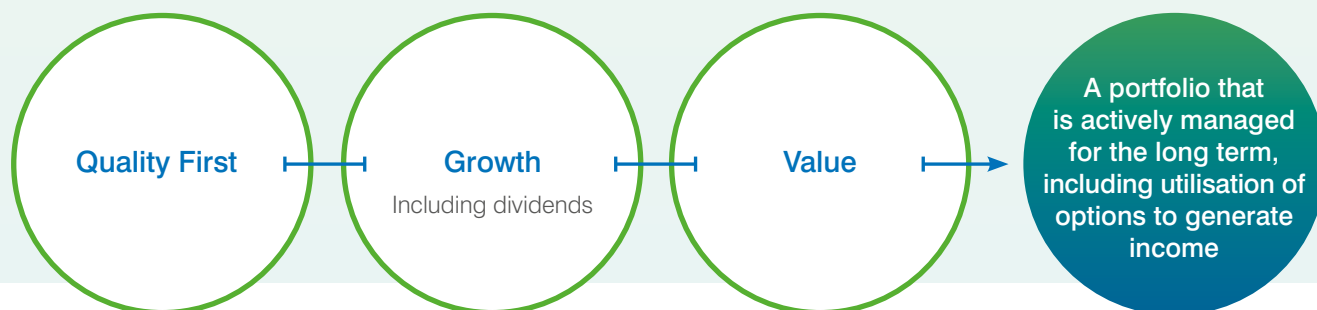 Quality First
Growth
Including dividends
Value
A portfolio that
is actively managed
for the long term,
including utilisation of
options to generate
income